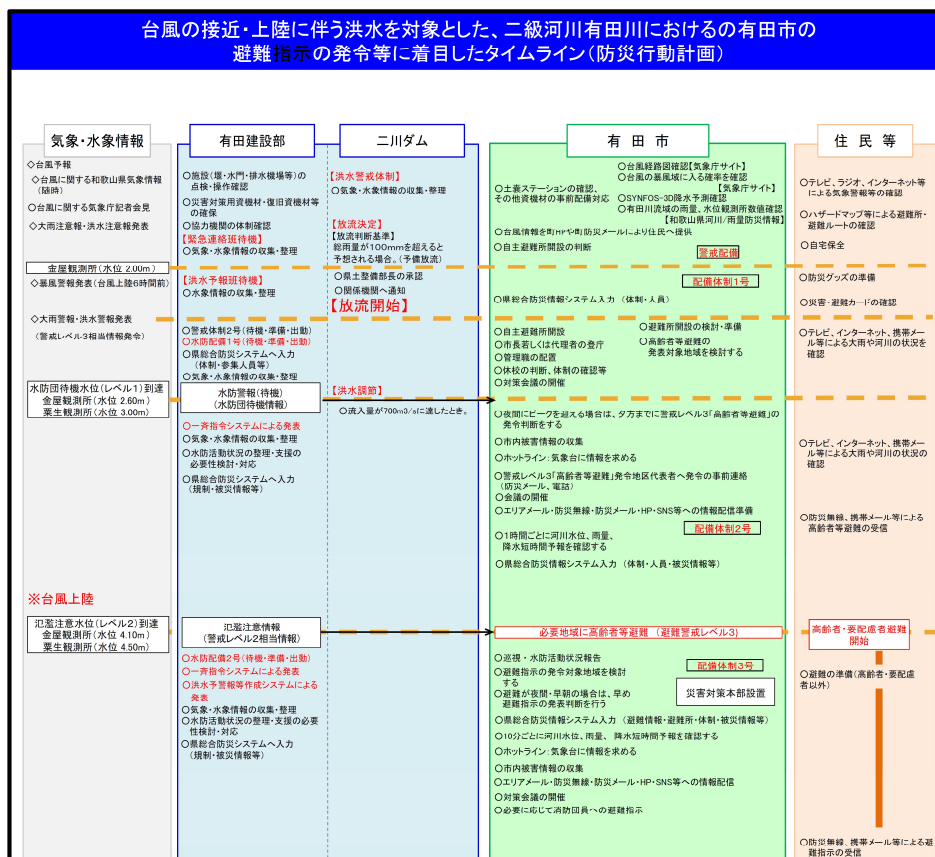 台風の接近・上陸に伴う洪水を対象とした、二級河川有田川におけるの有田市の
避難指示の発令等に着目したタイムライン（防災行動計画）
気象・水象情報
◇台風予報
◇台風に関する和歌山県気象情報
（随時）
◇台風に関する気象庁記者会見
◇大雨注意報・洪水注意報発表
金屋観測所（水位 2.00m）
◇暴風警報発表（台風上陸6時間前）
◇大雨警報・洪水警報発表
（警戒レベル3相当情報発令）
水防団待機水位（レベル1）到達
金屋観測所（水位 2.60m）
粟生観測所（水位 3.00m）
※台風上陸
氾濫注意水位（レベル2）到達
金屋観測所（水位 4.10m）
粟生観測所（水位 4.50m）
有田建設部
○施設（堰・水門・排水機場等）の
点検・操作確認
○災害対策用資機材・復旧資機材等
の確保
○協力機関の体制確認
【緊急連絡班待機】
○気象・水象情報の収集・整理
【洪水予報班待機】
○水象情報の収集・整理
○警戒体制2号（待機・準備・出動）
○水防配備1号（待機・準備・出動）
○県総合防災システムへ入力
（体制・参集人員等）
○気象・水象情報の収集・整理
水防警報（待機）
（水防団待機情報）
○一斉指令システムによる発表
○気象・水象情報の収集・整理
○水防活動状況の整理・支援の
必要性検討・対応
○県総合防災システムへ入力
（規制・被災情報等）
氾濫注意情報
（警戒レベル2相当情報）
○水防配備2号（待機・準備・出動）
○一斉指令システムによる発表
○洪水予警報等作成システムによる
発表
○気象・水象情報の収集・整理
○水防活動状況の整理・支援の必要
性検討・対応
○県総合防災システムへ入力
（規制・被災情報等）
二川ダム
【洪水警戒体制】
○気象・水象情報の収集・整理
【放流決定】
【放流判断基準】
総雨量が100mmを超えると
予想される場合。（予備放流）
○県土整備部長の承認
○関係機関へ通知
【放流開始】
【洪水調節】
○流入量が700m3/sに達したとき。
有田市
○台風経路図確認【気象庁サイト】
○台風の暴風域に入る確率を確認
【気象庁サイト】
○土嚢ステーションの確認、
その他資機材の事前配備対応
○SYNFOS-3D降水予測確認
○有田川流域の雨量、水位観測所数値確認
【和歌山県河川/雨量防災情報】
○台風情報を町HPや町防災メールにより住民へ提供
○自主避難所開設の判断
警戒配備
配備体制1号
○県総合防災情報システム入力 （体制・人員）
○自主避難所開設
○避難所開設の検討・準備
○市長若しくは代理者の登庁
○高齢者等避難の
発表対象地域を検討する
○管理職の配置
○休校の判断、体制の確認等
○対策会議の開催
○夜間にピークを超える場合は、夕方までに警戒レベル3「高齢者等避難」の
発令判断をする
○市内被害情報の収集
○ホットライン：気象台に情報を求める
○警戒レベル3「高齢者等避難」発令地区代表者へ発令の事前連絡
（防災メール、電話）
○会議の開催
○エリアメール・防災無線・防災メール・HP・SNS等への情報配信準備
配備体制2号
○1時間ごとに河川水位、雨量、
降水短時間予報を確認する
○県総合防災情報システム入力 （体制・人員・被災情報等）
必要地域に高齢者等避難 （避難警戒レベル3）
○巡視・水防活動状況報告
配備体制3号
○避難指示の発令対象地域を検討
する
災害対策本部設置
○避難が夜間・早朝の場合は、早め
避難指示の発表判断を行う
○県総合防災情報システム入力 （避難情報・避難所・体制・被災情報等）
○10分ごとに河川水位、雨量、 降水短時間予報を確認する
○ホットライン：気象台に情報を求める
○市内被害情報の収集
○エリアメール・防災無線・防災メール・HP・SNS等への情報配信
○対策会議の開催
○必要に応じて消防団員への避難指示
住民等
○テレビ、ラジオ、インターネット等
による気象警報等の確認
○ハザードマップ等による避難所・
避難ルートの確認
○自宅保全
○防災グッズの準備
○災害・避難カードの確認
○テレビ、インターネット、携帯メー
ル等による大雨や河川の状況を
確認
○テレビ、インターネット、携帯メー
ル等による大雨や河川の状況の
確認
○防災無線、携帯メール等による
高齢者等避難の受信
高齢者・要配慮者避難
開始
○避難の準備（高齢者・要配慮
者以外）
○防災無線、携帯メール等による避
難指示の受信